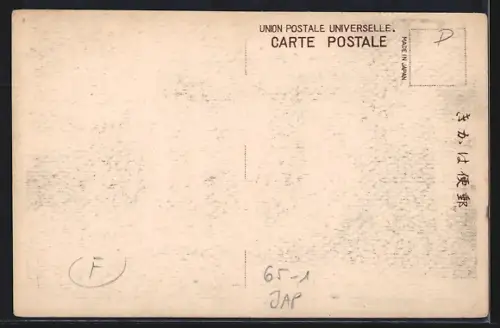 UNION POSTALE UNIVERSELLE.
CARTE POSTALE
MADE IN JAPAN.
D
きかは便郵
F
65-1
JAP